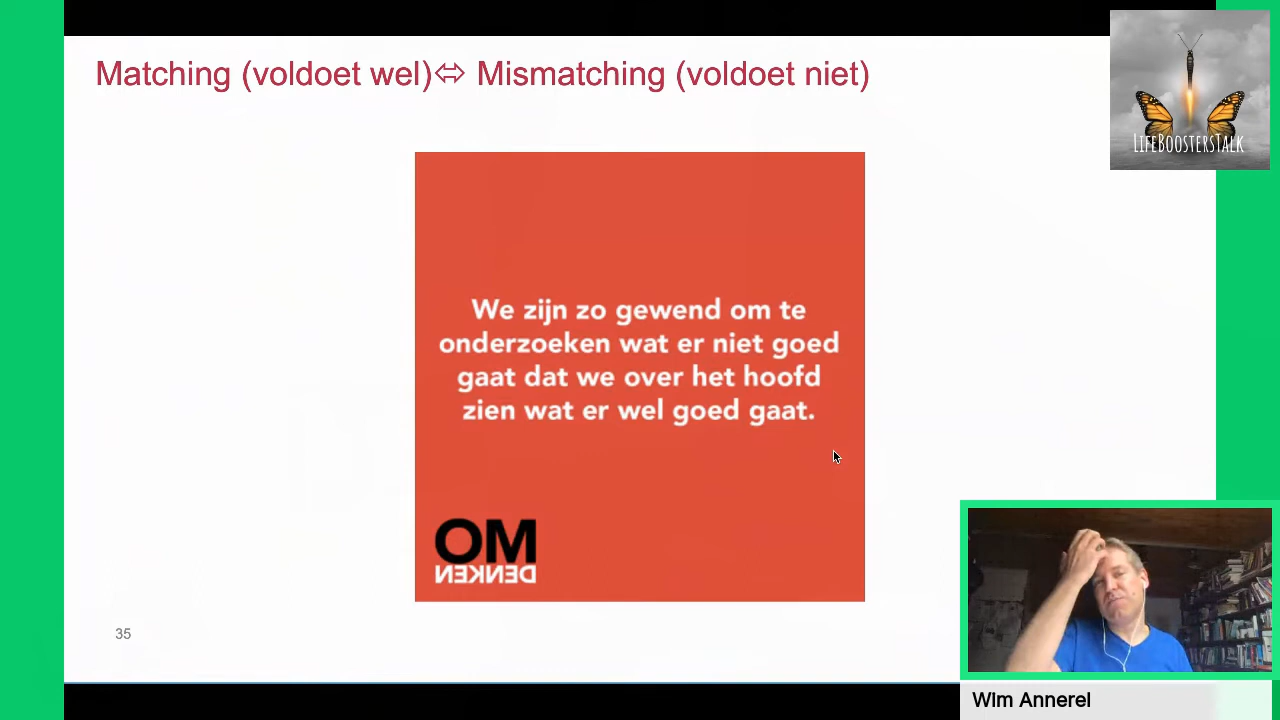 Matching (voldoet wel)⬄ Mismatching (voldoet niet)
LIFEBOOSTERSTALK
We zijn zo gewend om te
onderzoeken wat er niet goed
gaat dat we over het hoofd
zien wat er wel goed gaat.
OM
DENKEN
35
Wim Annerel